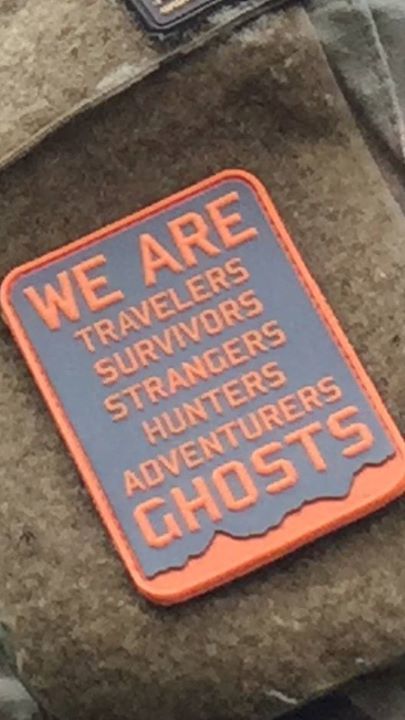 WE ARE
TRAVELERS
SURVIVORS
STRANGERS
HUNTERS
ADVENTURERS
GHOSTS